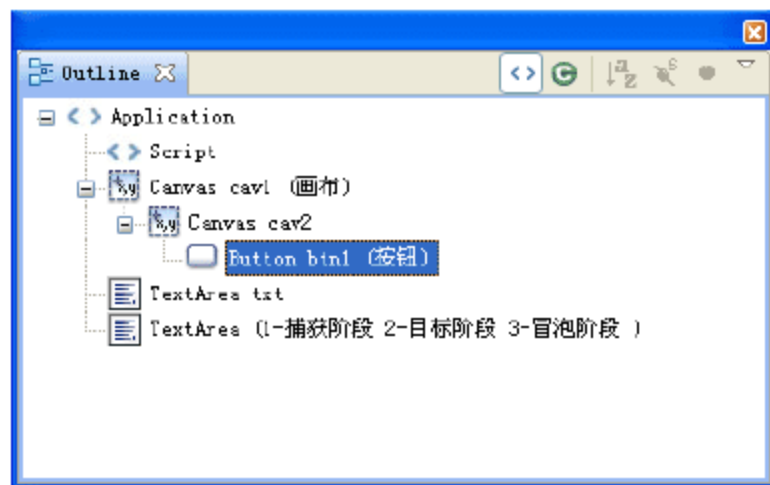 Outline
Application
Script
Canvas cav1 (画布)
Canvas cav2
Button btn1 (按钮)
TextArea txt
TextArea (1-捕获阶段 2-目标阶段 3-冒泡阶段 )